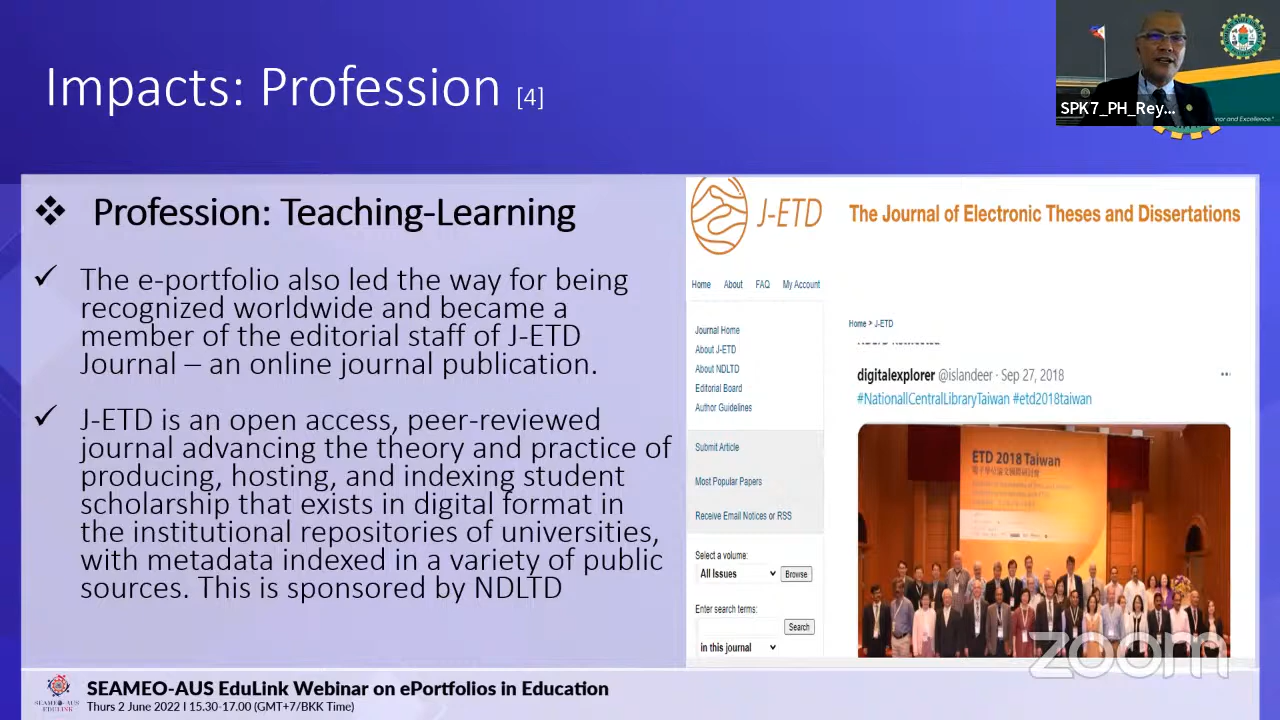 Impacts: Profession [4]
SPK7_PH_Rey...
nor and Excellence."
❖ Profession: Teaching-Learning
✓ The e-portfolio also led the way for being
recognized worldwide and became a
member of the editorial staff of J-ETD
Journal – an online journal publication.
✓ J-ETD is an open access, peer-reviewed
journal advancing the theory and practice of
producing, hosting and indexing student
scholarship that exists in digital format in
the institutional repositories of universities,
with metadata indexed in a variety of public
sources. This is sponsored by NDLTD
J-ETD
The Journal of Electronic Theses and Dissertations
Home About FAQ My Account
Journal Home
About J-ETD
About NDLTD
Editorial Board
Author Guidelines
Submit Article
Most Popular Papers
Receive Email Notices or RSS
Select a volume:
All Issues Browse
Enter search terms:
Search
in this journal
Home > J-ETD
digitalexplorer @islandeer · Sep 27, 2018
#NationallCentralLibraryTaiwan #etd2018taiwan
ETD 2018 Taiwan
zoom
SEAMEO-AUS
EDULINK
SEAMEO-AUS EduLink Webinar on ePortfolios in Education
Thurs 2 June 2022 I 15.30-17.00 (GMT+7/BKK Time)